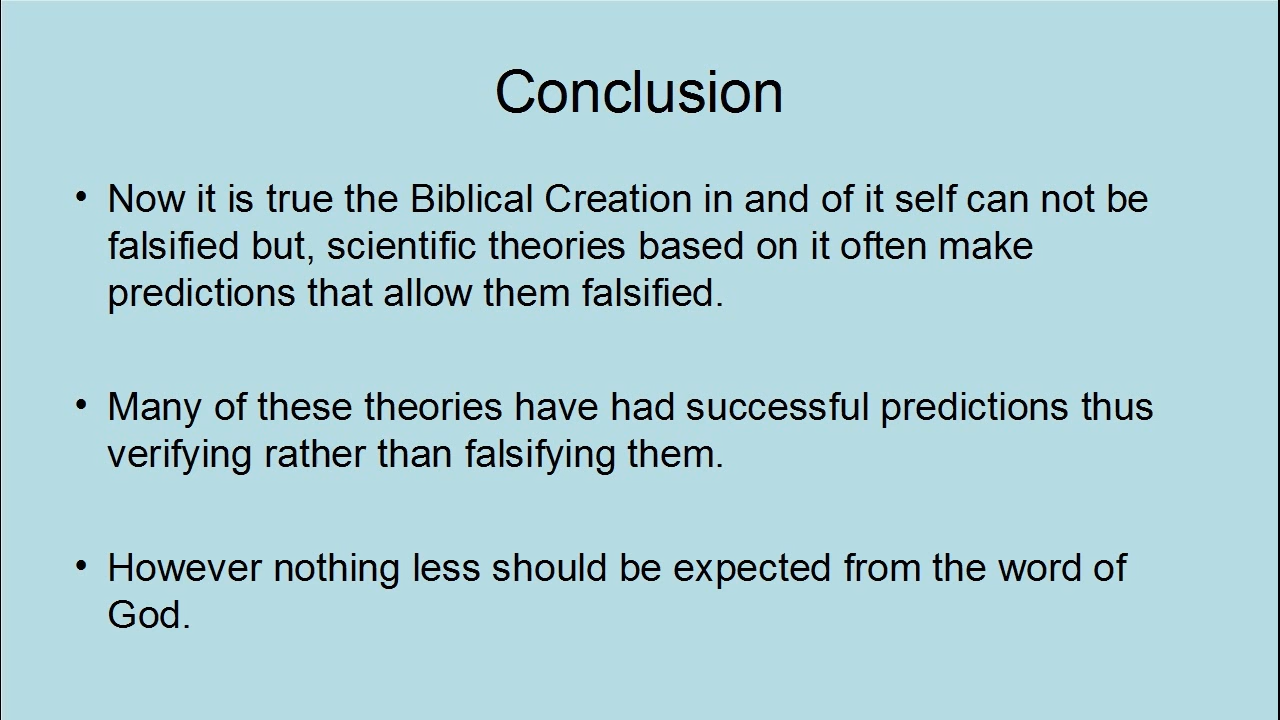 Conclusion
• Now it is true the Biblical Creation in and of it self can not be
falsified but, scientific theories based on it often make
predictions that allow them falsified.
• Many of these theories have had successful predictions thus
verifying rather than falsifying them.
• However nothing less should be expected from the word of
God.